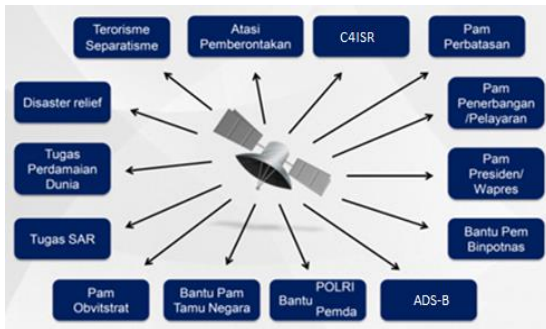 Terorisme
Separatisme
Atasi
Pemberontakan
C4ISR
Pam
Perbatasan
Disaster relief
Pam
Penerbangan
/Pelayaran
Tugas
Perdamaian
Dunia
Pam
Presiden/
Wapres
Tugas SAR
Bantu Pem
Binpotnas
Pam
Obvitstrat
Bantu Pam
Tamu Negara
POLRI
Bantu Pemda
ADS-B